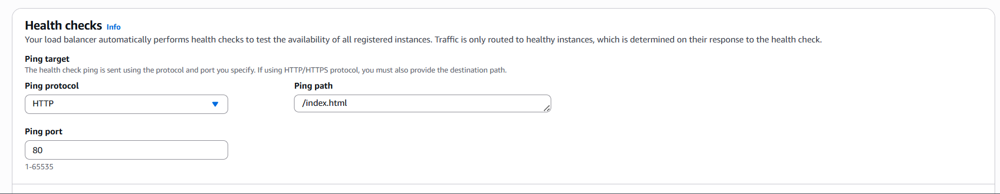 Health checks Info
Your load balancer automatically performs health checks to test the availability of all registered instances. Traffic is only routed to healthy instances, which is determined on their response to the health check.
Ping target
The health check ping is sent using the protocol and port you specify. If using HTTP/HTTPS protocol, you must also provide the destination path.
Ping protocol
HTTP
Ping path
/index.html
Ping port
80
1-65535